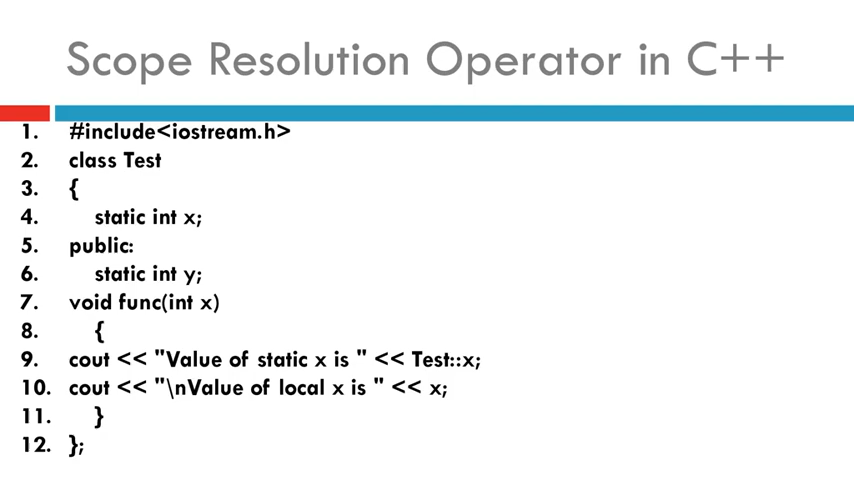 Scope Resolution Operator in C++
1. #include<iostream.h>
2. class Test
3. {
4. static int x;
5. public:
6. static int y;
7. void func(int x)
8. {
9. cout << "Value of static x is " << Test::x;
10. cout << "\nValue of local x is " << x;
11. }
12. };